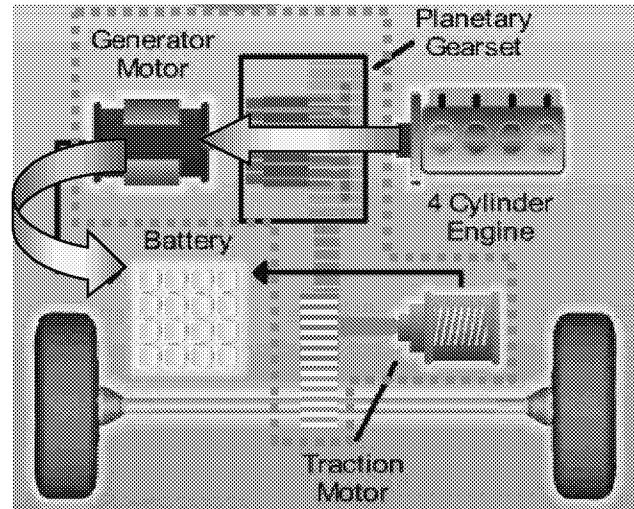 Planetary
Gearset
Generator
Motor
4 Cylinder
Engine
Battery
Traction
Motor